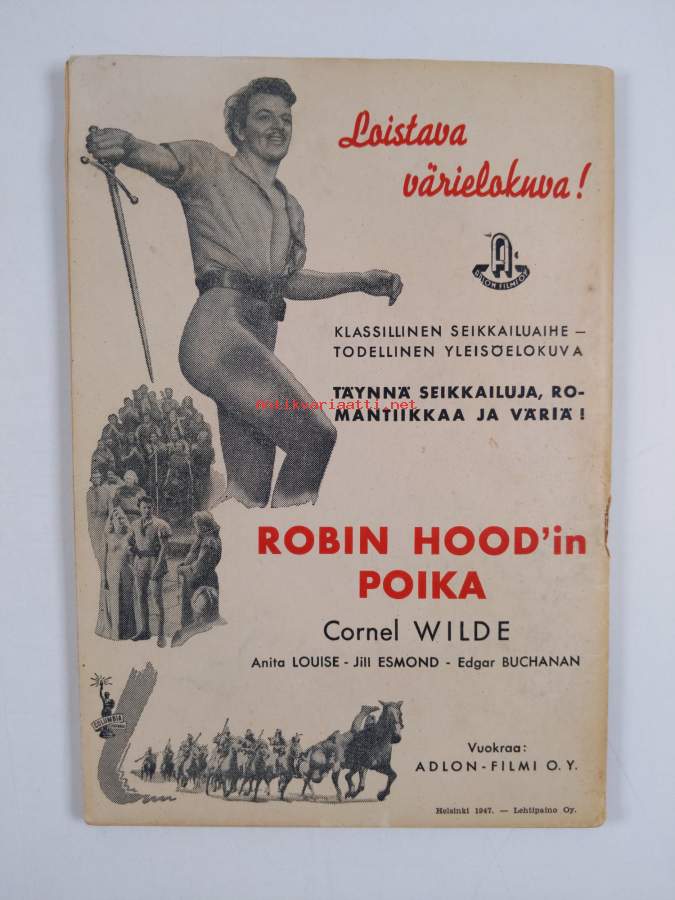 Loistava
värielokuva!
A
ADLON FILMI OY
KLASSILLINEN SEIKKAILUAIHE –
TODELLINEN YLEISÖELOKUVA
TÄYNNÄ SEIKKAILUJA, RO-
MANTIIKKAA JA VÄRIÄ!
antikvariaatti.net
ROBIN HOOD'in
POIKA
Cornel WILDE
Anita LOUISE - Jill ESMOND - Edgar BUCHANAN
COLUMBIA
Vuokraa:
ADLON-FILMI O.Y.
Helsinki 1947. — Lehtipaino Oy.